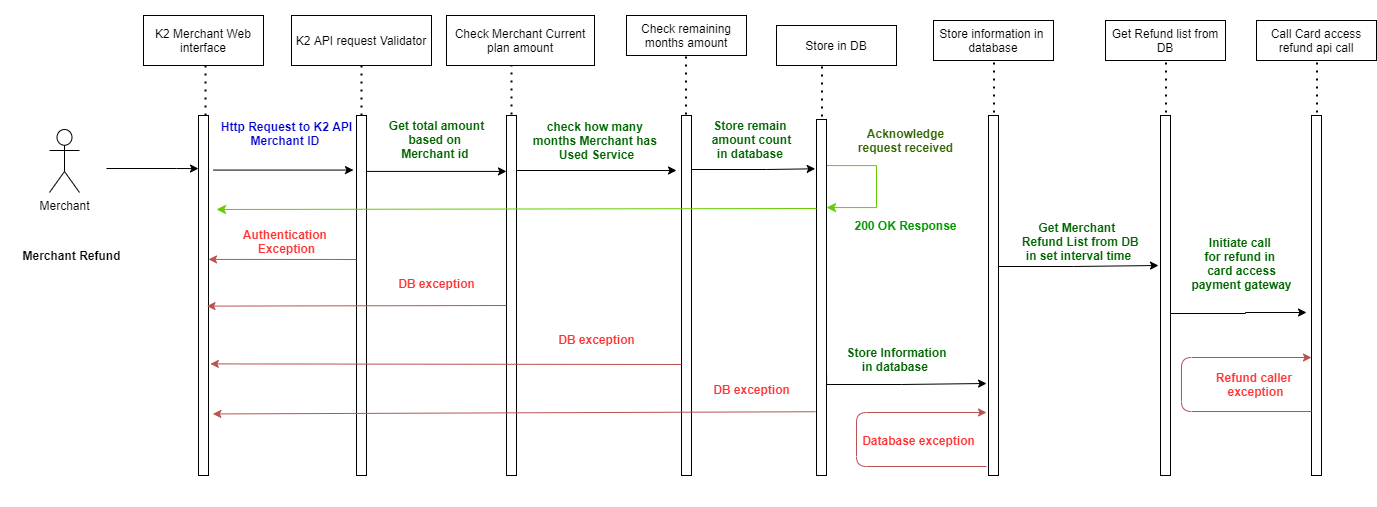 K2 Merchant Web
interface
K2 API request Validator
Check Merchant Current
plan amount
Check remaining
months amount
Store in DB
Store information in
database
Get Refund list from
DB
Call Card access
refund api call
Merchant
Merchant Refund
Http Request to K2 API
Merchant ID
Get total amount
based on
Merchant id
check how many
months Merchant has
Used Service
Store remain
amount count
in database
Acknowledge
request received
200 OK Response
Authentication
Exception
DB exception
DB exception
DB exception
Store Information
in database
Database exception
Get Merchant
Refund List from DB
in set interval time
Initiate call
for refund in
card access
payment gateway
Refund caller
exception